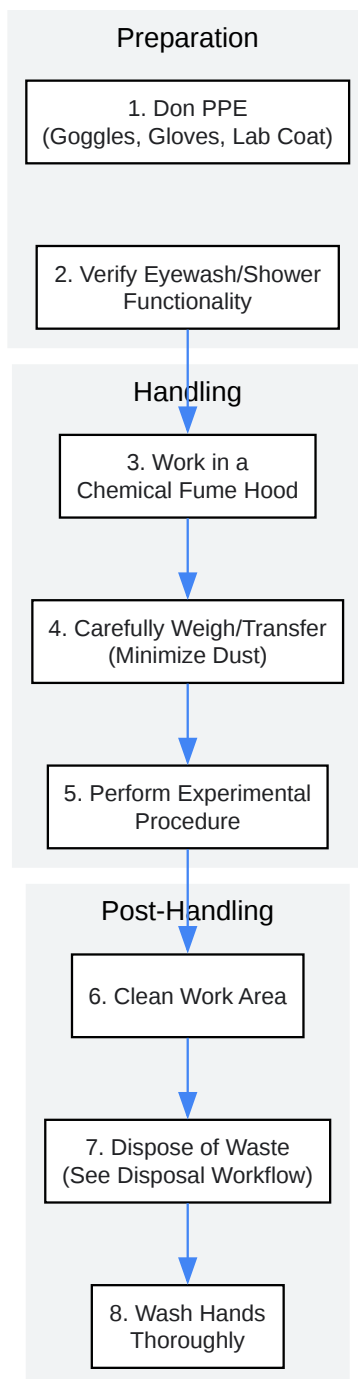 Preparation
1. Don PPE
(Goggles, Gloves, Lab Coat)
2. Verify Eyewash/Shower
Functionality
Handling
3. Work in a
Chemical Fume Hood
4. Carefully Weigh/Transfer
(Minimize Dust)
5. Perform Experimental
Procedure
Post-Handling
6. Clean Work Area
7. Dispose of Waste
(See Disposal Workflow)
8. Wash Hands
Thoroughly